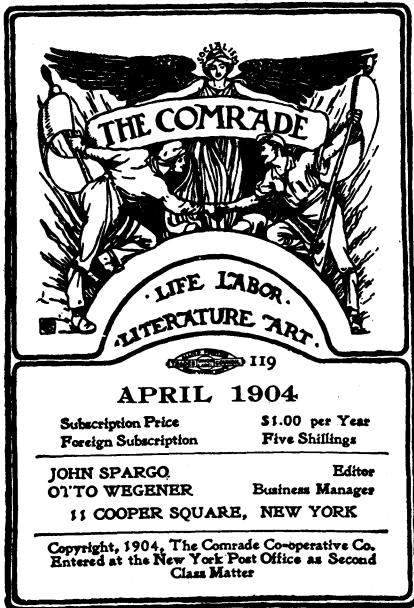 SOCIALISM
THE COMRADE
· LIFE LABOR ·
· LITERATURE ART ·
119
APRIL 1904
Subscription Price $1.00 per Year
Foreign Subscription Five Shillings
JOHN SPARGO, Editor
OTTO WEGENER Business Manager
11 COOPER SQUARE, NEW YORK
Copyright, 1904, The Comrade Co-operative Co.
Entered at the New York Post Office as Second
Class Matter